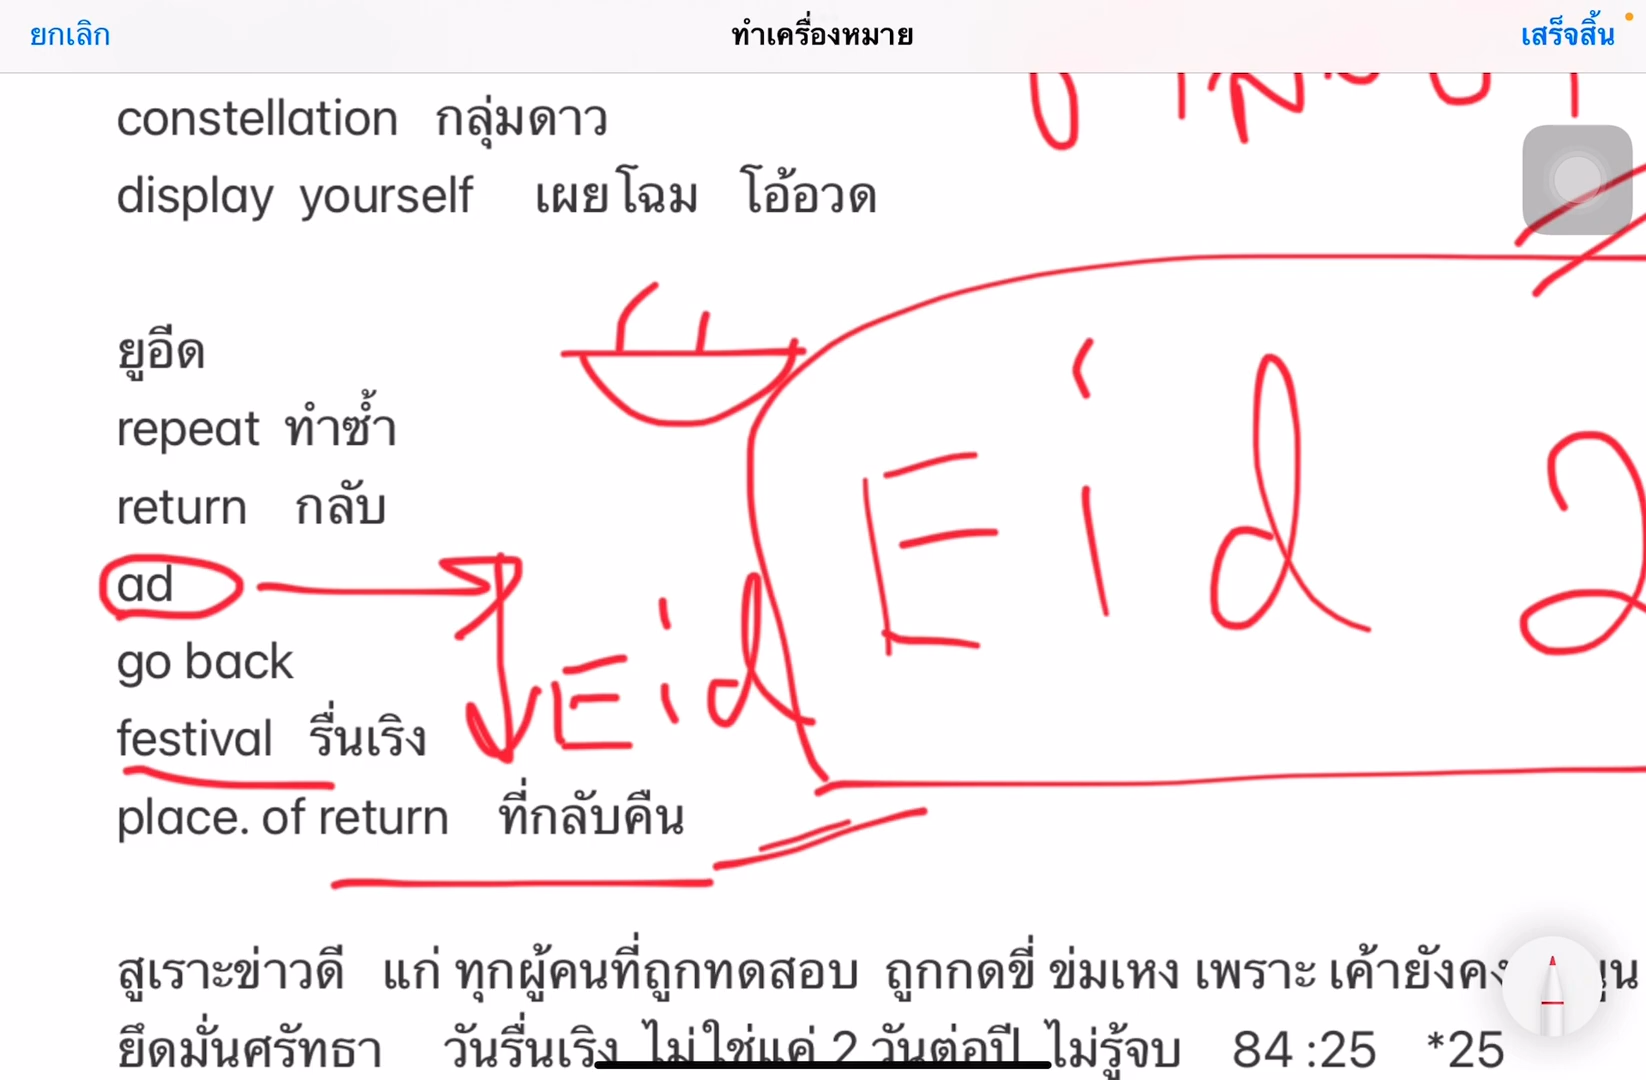 ยกเลิก ทำเครื่องหมาย เสร็จสิ้น
constellation กลุ่มดาว
display yourself เผยโฉม โอ้อวด
ยูอีด
repeat ทำซ้ำ
return กลับ
Eid 2
ad
go back
Eid
festival รื่นเริง
place. of return ที่กลับคืน
สูเราะข่าวดี แก่ ทุกผู้คนที่ถูกทดสอบ ถูกกดขี่ ข่มเหง เพราะ เค้ายังคง
ยึดมั่นศรัทธา วันรื่นเริง ไม่ใช่แค่ 2 วันต่อปี ไม่รู้จบ 84 :25 *25